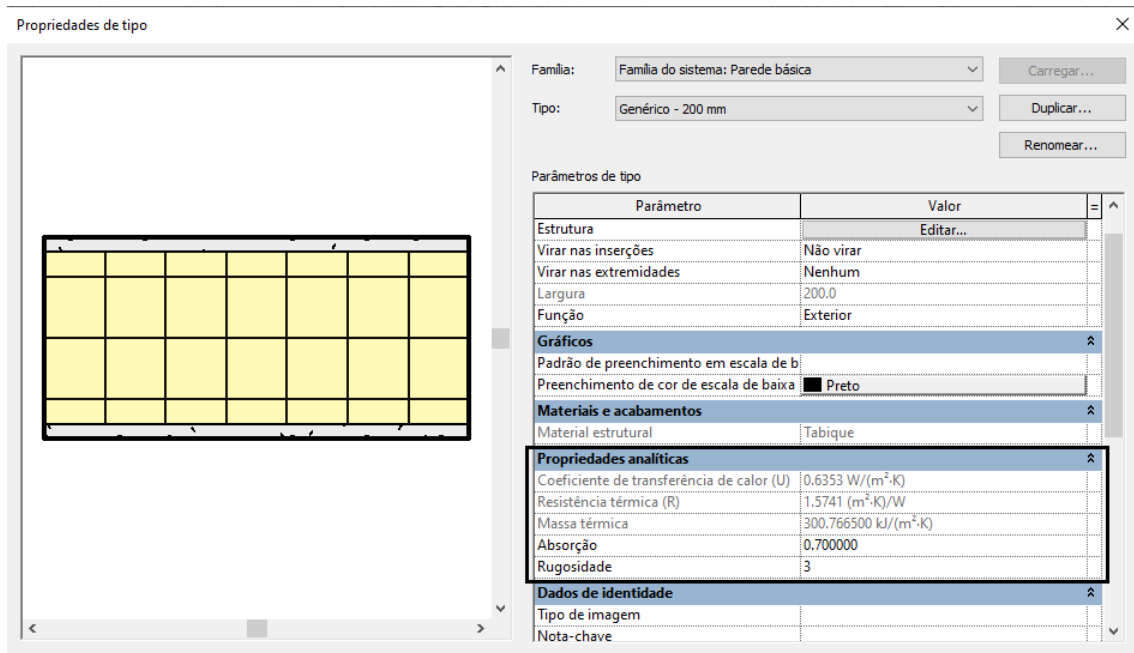 Propriedades de tipo
Família: Família do sistema: Parede básica Carregar...
Tipo: Genérico - 200 mm Duplicar...
Renomear...
Parâmetros de tipo
Parâmetro Valor =
Estrutura Editar...
Virar nas inserções Não virar
Virar nas extremidades Nenhum
Largura 200.0
Função Exterior
Gráficos
Padrão de preenchimento em escala de b
Preenchimento de cor de escala de baixa Preto
Materiais e acabamentos
Material estrutural Tabique
Propriedades analíticas
Coeficiente de transferência de calor (U) 0.6353 W/(m²·K)
Resistência térmica (R) 1.5741 (m²·K)/W
Massa térmica 300.766500 kJ/(m²·K)
Absorção 0.700000
Rugosidade 3
Dados de identidade
Tipo de imagem
Nota-chave